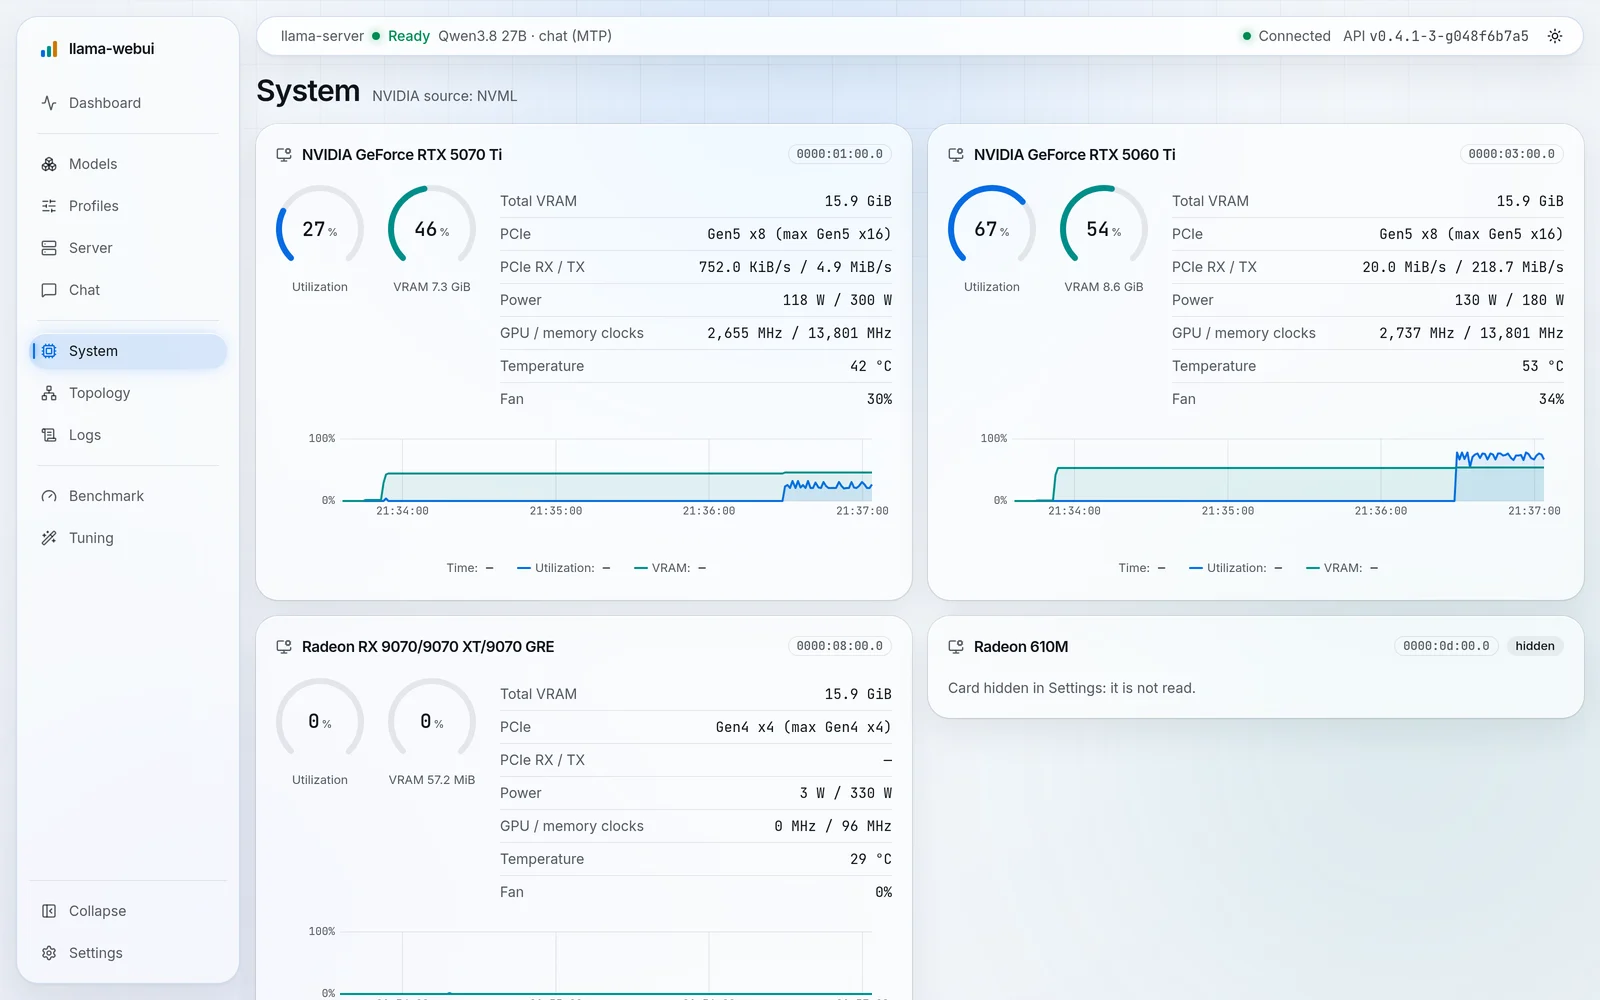 llama-webui
Dashboard
Models
Profiles
Server
Chat
System
Topology
Logs
Benchmark
Tuning
Collapse
Settings
llama-server Ready Qwen3.8 27B · chat (MTP)
Connected API v0.4.1-3-g048f6b7a5
System NVIDIA source: NVML
NVIDIA GeForce RTX 5070 Ti 0000:01:00.0
27%
Utilization
46%
VRAM 7.3 GiB
Total VRAM 15.9 GiB
PCIe Gen5 x8 (max Gen5 x16)
PCIe RX / TX 752.0 KiB/s / 4.9 MiB/s
Power 118 W / 300 W
GPU / memory clocks 2,655 MHz / 13,801 MHz
Temperature 42 °C
Fan 30%
100%
0%
21:34:00 21:35:00 21:36:00 21:37:00
Time: – Utilization: – VRAM: –
NVIDIA GeForce RTX 5060 Ti 0000:03:00.0
67%
Utilization
54%
VRAM 8.6 GiB
Total VRAM 15.9 GiB
PCIe Gen5 x8 (max Gen5 x16)
PCIe RX / TX 20.0 MiB/s / 218.7 MiB/s
Power 130 W / 180 W
GPU / memory clocks 2,737 MHz / 13,801 MHz
Temperature 53 °C
Fan 34%
100%
0%
21:34:00 21:35:00 21:36:00 21:37:00
Time: – Utilization: – VRAM: –
Radeon RX 9070/9070 XT/9070 GRE 0000:08:00.0
0%
Utilization
0%
VRAM 57.2 MiB
Total VRAM 15.9 GiB
PCIe Gen4 x4 (max Gen4 x4)
PCIe RX / TX –
Power 3 W / 330 W
GPU / memory clocks 0 MHz / 96 MHz
Temperature 29 °C
Fan 0%
100%
0%
Radeon 610M 0000:0d:00.0 hidden
Card hidden in Settings: it is not read.